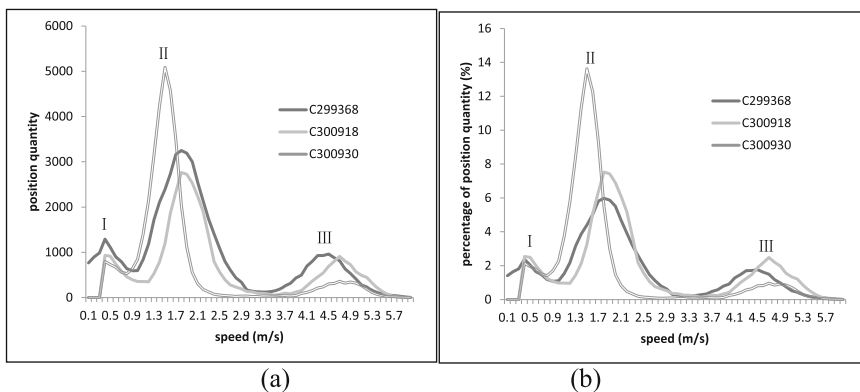 6000
5000
4000
3000
2000
1000
0
position quantity
I
II
III
C299368
C300918
C300930
0.1 0.5 0.9 1.3 1.7 2.1 2.5 2.9 3.3 3.7 4.1 4.5 4.9 5.3 5.7
speed (m/s)
(a)
16
14
12
10
8
6
4
2
0
percentage of position quantity (%)
I
II
III
C299368
C300918
C300930
0.1 0.5 0.9 1.3 1.7 2.1 2.5 2.9 3.3 3.7 4.1 4.5 4.9 5.3 5.7
speed (m/s)
(b)